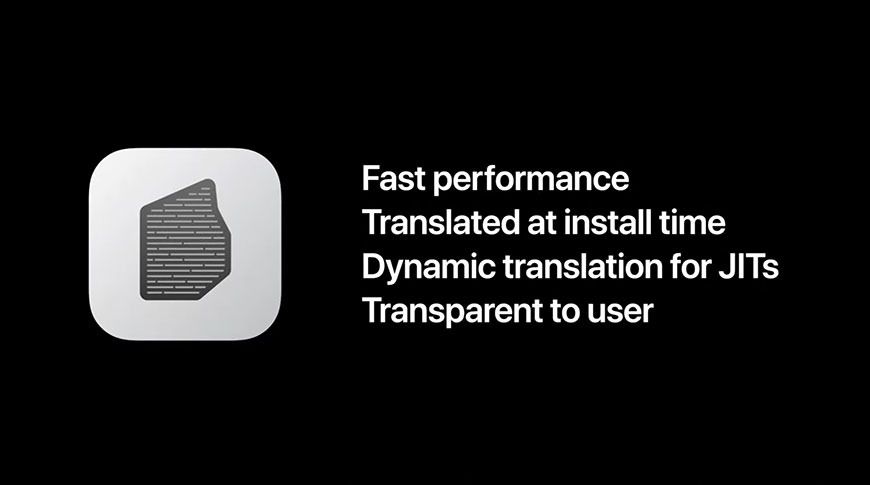 Fast performance
Translated at install time
Dynamic translation for JITs
Transparent to user